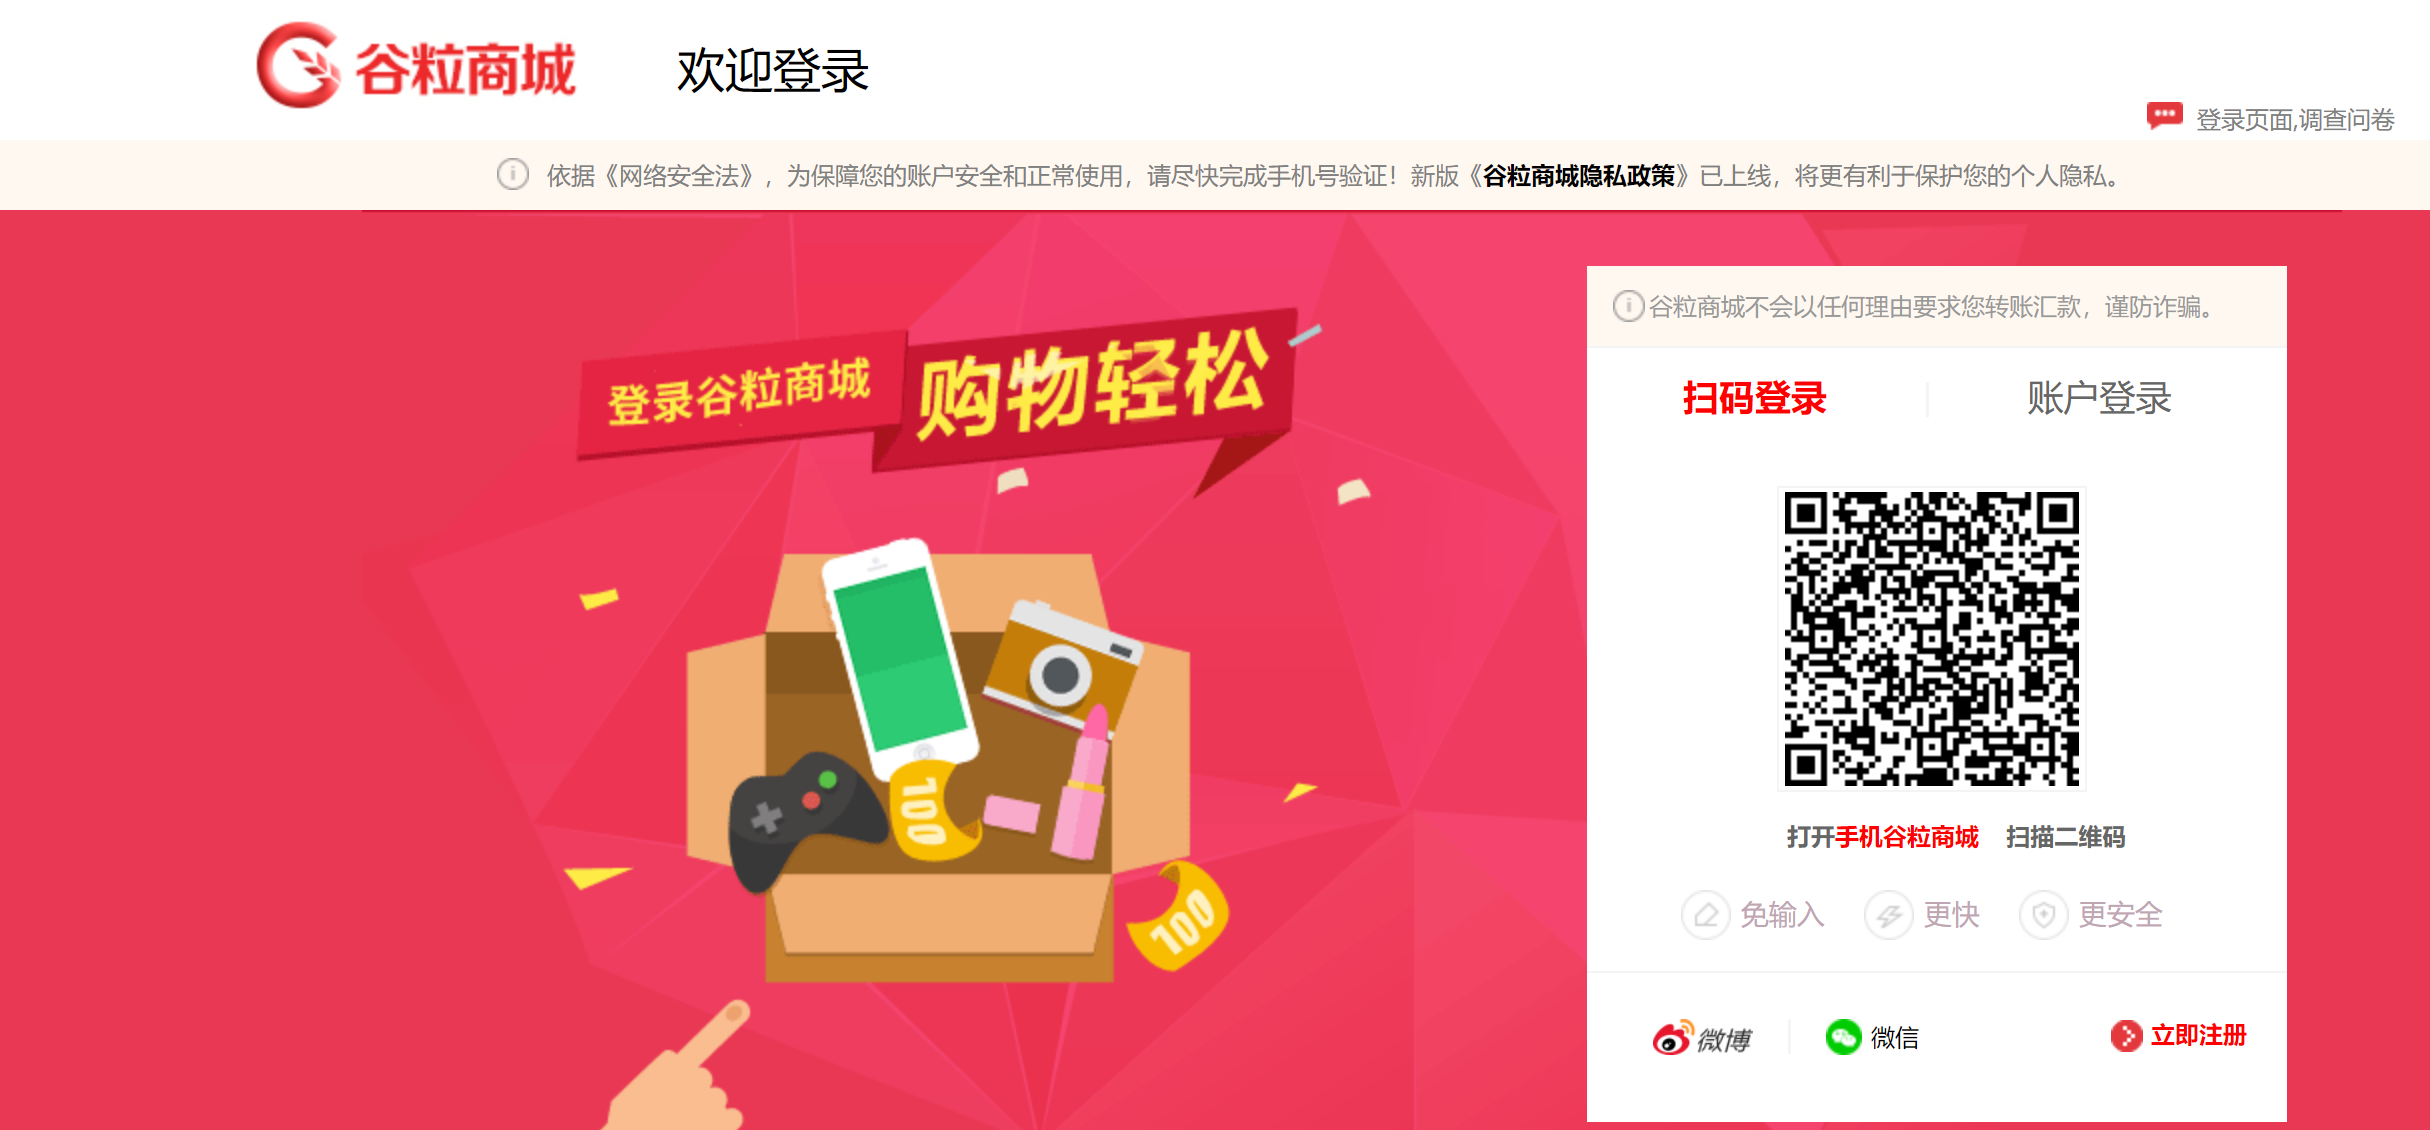 谷粒商城
欢迎登录
登录页面,调查问卷
依据《网络安全法》，为保障您的账户安全和正常使用，请尽快完成手机号验证！新版《谷粒商城隐私政策》已上线，将更有利于保护您的个人隐私。
登录谷粒商城 购物轻松
100
100
谷粒商城不会以任何理由要求您转账汇款，谨防诈骗。
扫码登录 账户登录
打开手机谷粒商城 扫描二维码
免输入 更快 更安全
微博 微信 立即注册